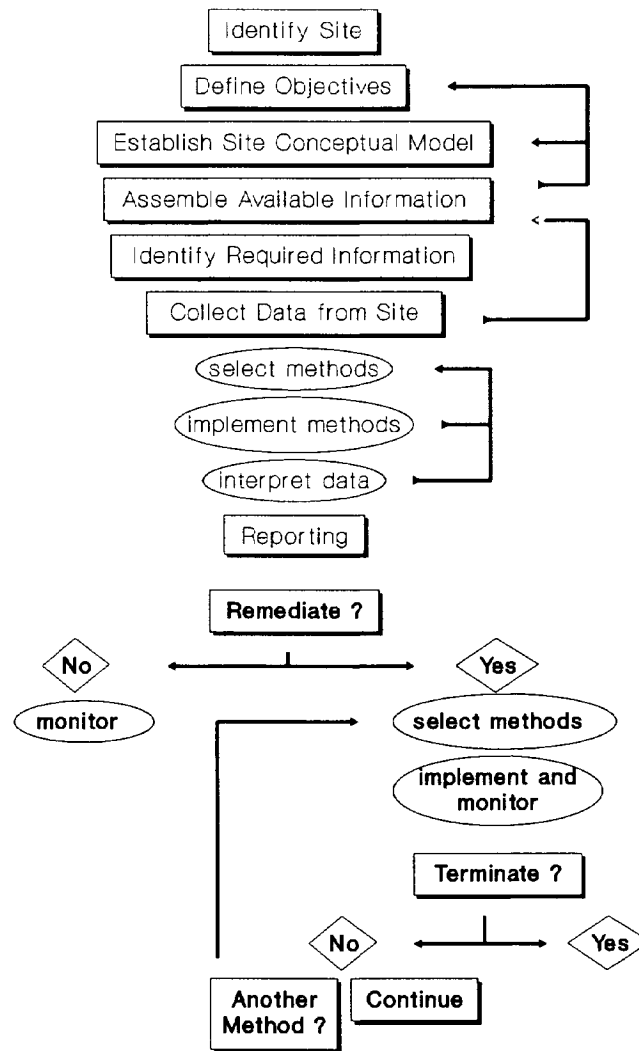 Identify Site
Define Objectives
Establish Site Conceptual Model
Assemble Available Information
Identify Required Information
Collect Data from Site
select methods
implement methods
interpret data
Reporting
Remediate ?
No
Yes
monitor
select methods
implement and
monitor
Terminate ?
No
Yes
Another
Method ?
Continue